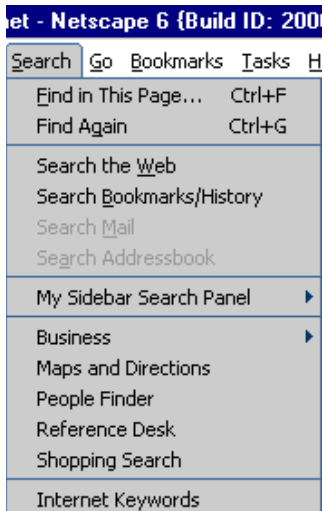 et - Netscape 6 {Build ID: 200
Search Go Bookmarks Tasks H
Find in This Page... Ctrl+F
Find Again Ctrl+G
Search the Web
Search Bookmarks/History
Search Mail
Search Addressbook
My Sidebar Search Panel
Business
Maps and Directions
People Finder
Reference Desk
Shopping Search
Internet Keywords